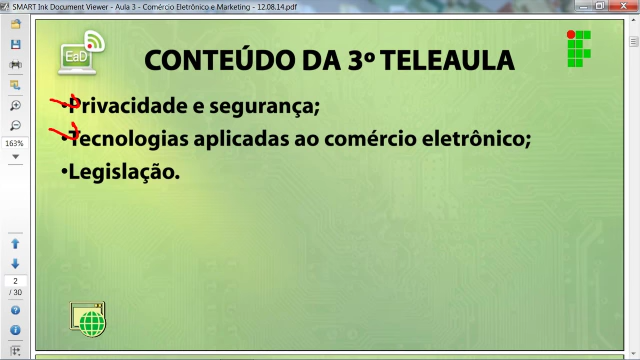 SMART Ink Document Viewer - Aula 3 - Comércio Eletrônico e Marketing - 12.08.14.pdf
EaD
CONTEÚDO DA 3º TELEAULA
•Privacidade e segurança;
•Tecnologias aplicadas ao comércio eletrônico;
•Legislação.
163%
2
/ 30